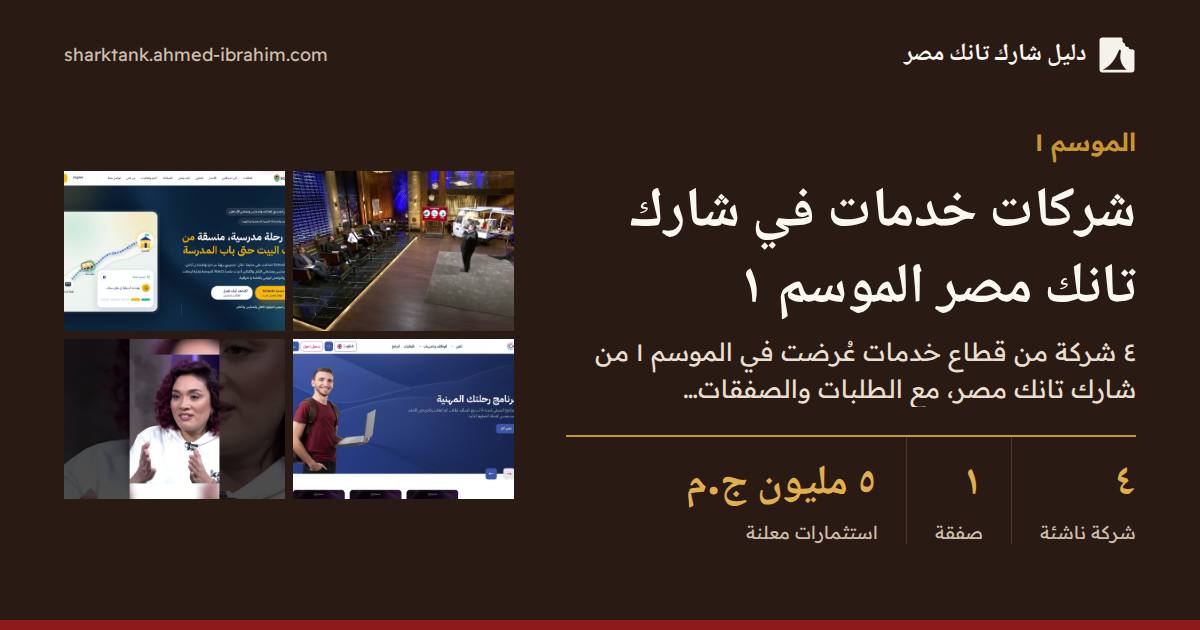 دليل شارك تانك مصر
sharktank.ahmed-ibrahim.com
الموسم ١
شركات خدمات في شارك
تانك مصر الموسم ١
٤ شركة من قطاع خدمات عُرضت في الموسم ١ من
شارك تانك مصر، مع الطلبات والصفقات...
٤
شركة ناشئة
١
صفقة
٥ مليون ج.م
استثمارات معلنة
رحلة مدرسية، منسقة من
البيت حتى باب المدرسة
برنامج رحلتك المهنية
English